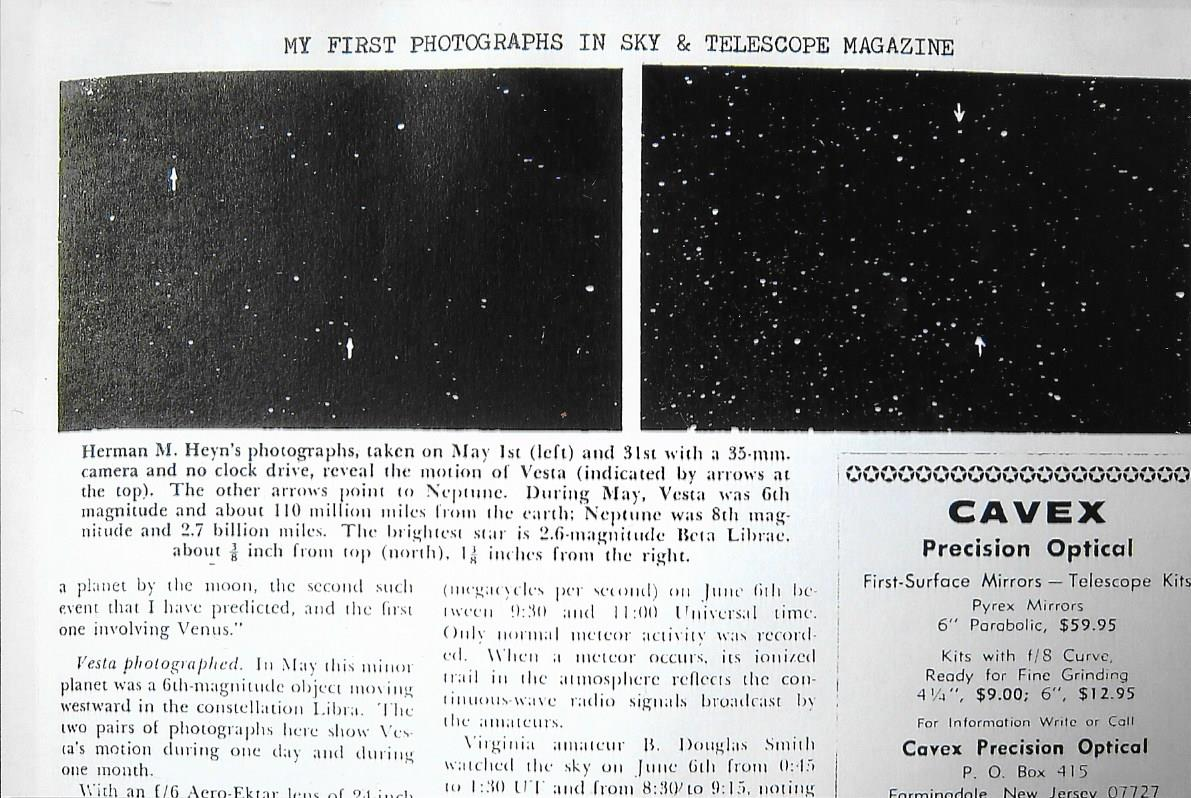 MY FIRST PHOTOGRAPHS IN SKY & TELESCOPE MAGAZINE
Herman M. Heyn's photographs, taken on May 1st (left) and 31st with a 35-mm.
camera and no clock drive, reveal the motion of Vesta (indicated by arrows at
the top). The other arrows point to Neptune. During May, Vesta was 6th
magnitude and about 110 million miles from the earth; Neptune was 8th mag-
nitude and 2.7 billion miles. The brightest star is 2.6-magnitude Beta Librae,
about 3/8 inch from top (north), 1 1/8 inches from the right.
a planet by the moon, the second such
event that I have predicted, and the first
one involving Venus."
Vesta photographed. In May this minor
planet was a 6th-magnitude object moving
westward in the constellation Libra. The
two pairs of photographs here show Ves-
ta's motion during one day and during
one month.
With an f/6 Aero-Ektar lens of 24-inch
(megacycles per second) on June 6th be-
tween 9:30 and 11:00 Universal time.
Only normal meteor activity was record-
ed. When a meteor occurs, its ionized
trail in the atmosphere reflects the con-
tinuous-wave radio signals broadcast by
the amateurs.
Virginia amateur B. Douglas Smith
watched the sky on June 6th from 0:45
to 1:30 UT and from 8:30 to 9:15, noting
CAVEX
Precision Optical
First-Surface Mirrors — Telescope Kits
Pyrex Mirrors
6" Parabolic, $59.95
Kits with f/8 Curve,
Ready for Fine Grinding
4 1/4", $9.00; 6", $12.95
For Information Write or Call
Cavex Precision Optical
P. O. Box 415
Farmingdale, New Jersey 07727